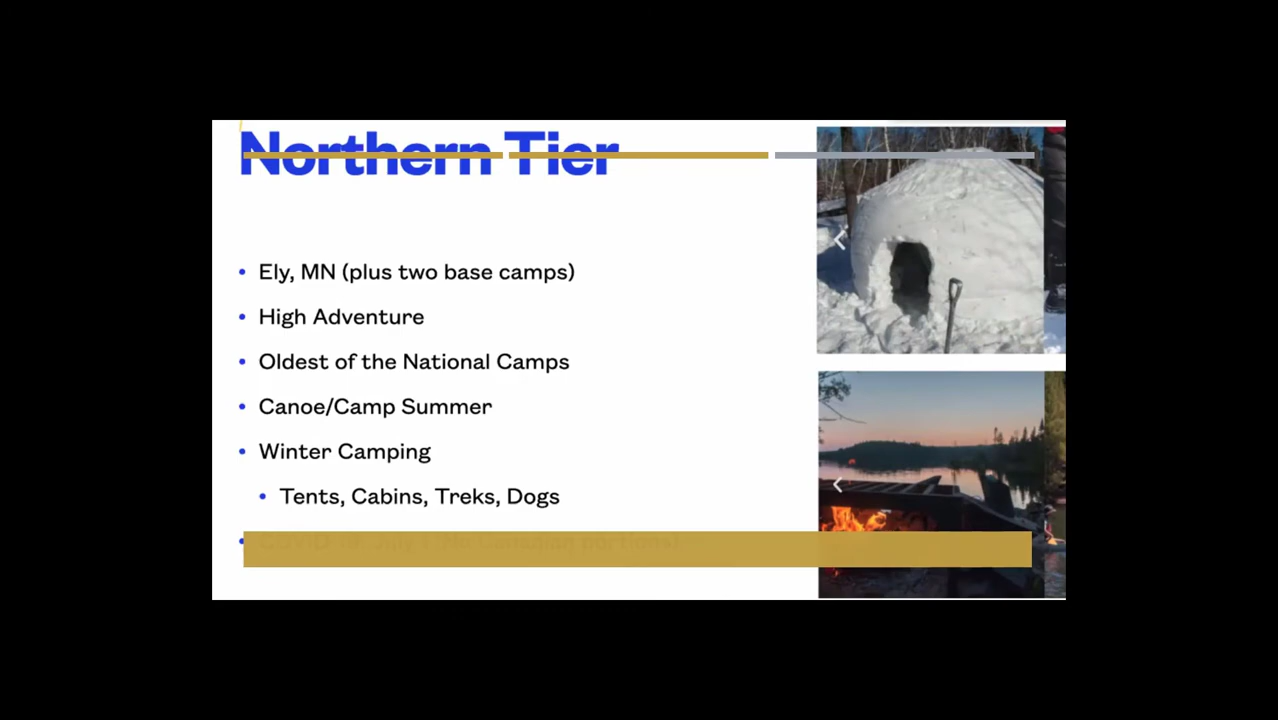 Northern Tier
• Ely, MN (plus two base camps)
• High Adventure
• Oldest of the National Camps
• Canoe/Camp Summer
• Winter Camping
• Tents, Cabins, Treks, Dogs